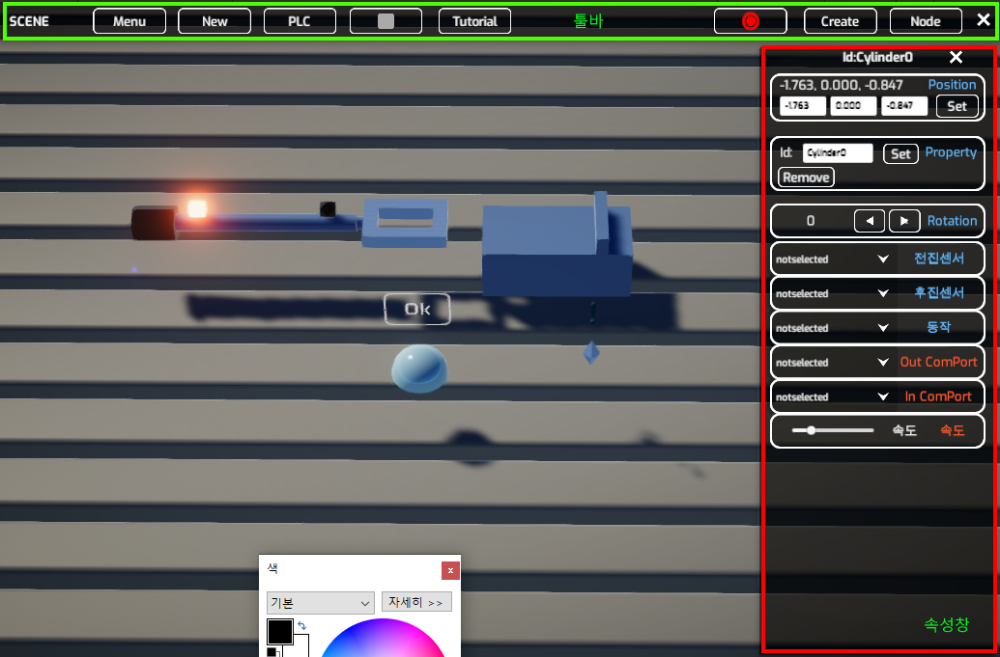 SCENE Menu New PLC Tutorial 툴바 Create Node
Id:Cylinder0
-1.763, 0.000, -0.847 Position
-1.763 0.000 -0.847 Set
Id: Cylinder0 Set Property
Remove
0 Rotation
notselected 전진센서
notselected 후진센서
notselected 동작
notselected Out ComPort
notselected In ComPort
속도 속도
Ok
색
기본 자세히 >>
속성창